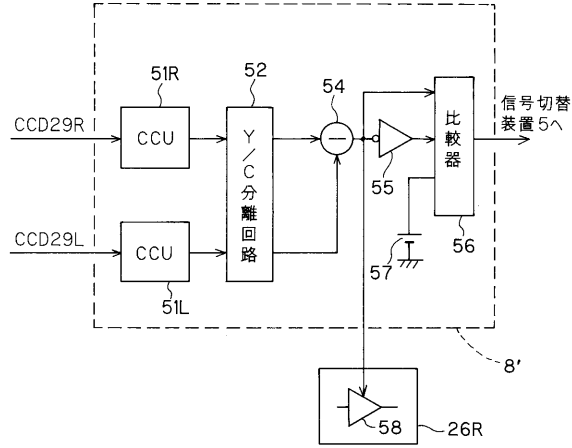 51R
52
54
CCD29R
CCU
Y/C分離回路
比較器
信号切替
装置5へ
55
CCD29L
CCU
57
56
51L
8'
58
26R